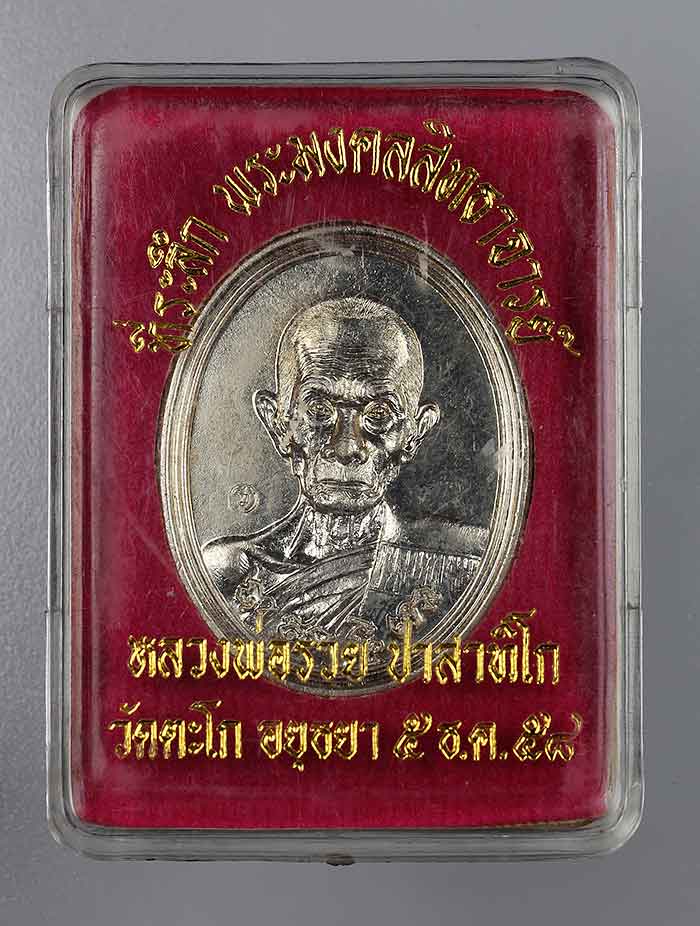 ที่ระลึก พระมงคลสิทธาจารย์
หลวงพ่อรวย ปาสาทิโก
วัดตะโก อยุธยา ๕ ธ.ค. ๕๘